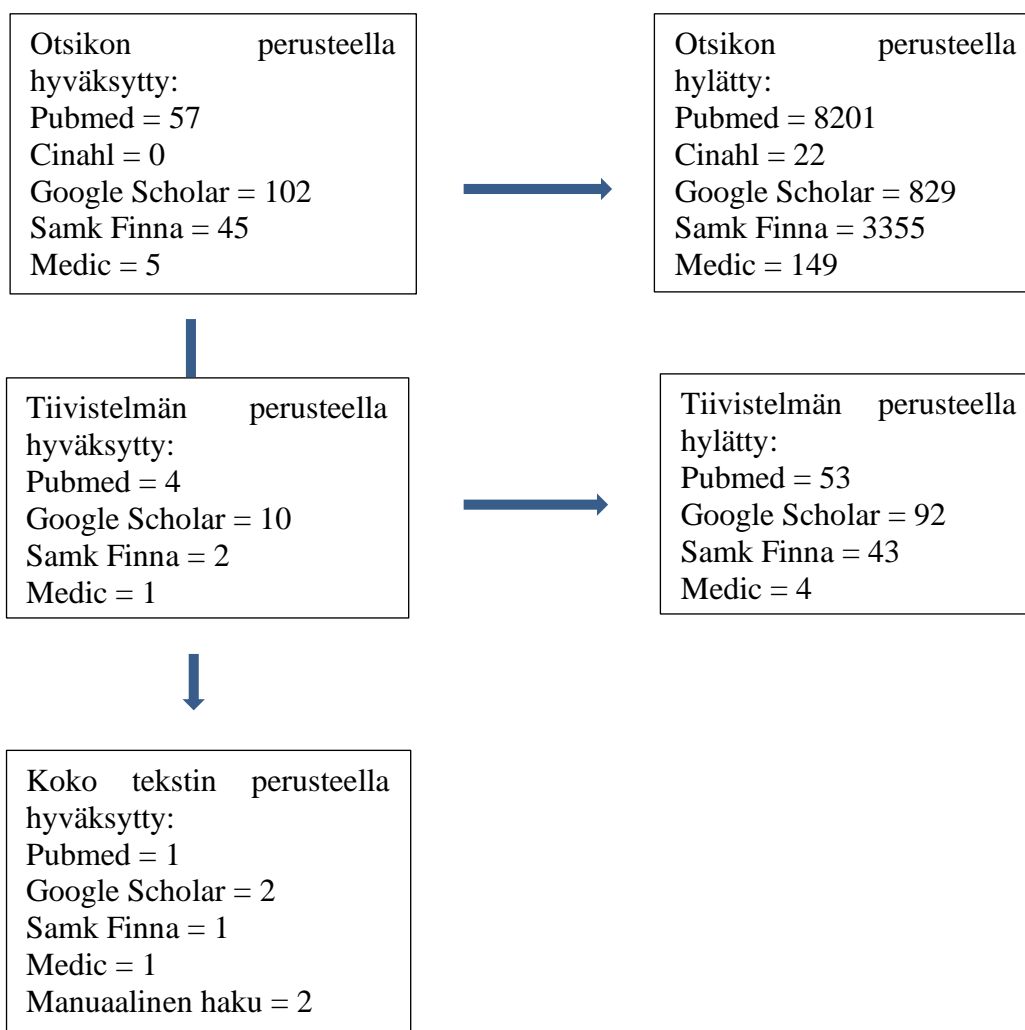 Otsikon perusteella
hyväksytty:
Pubmed = 57
Cinahl = 0
Google Scholar = 102
Samk Finna = 45
Medic = 5
Otsikon perusteella
hylätty:
Pubmed = 8201
Cinahl = 22
Google Scholar = 829
Samk Finna = 3355
Medic = 149
Tiivistelmän perusteella
hyväksytty:
Pubmed = 4
Google Scholar = 10
Samk Finna = 2
Medic = 1
Tiivistelmän perusteella
hylätty:
Pubmed = 53
Google Scholar = 92
Samk Finna = 43
Medic = 4
Koko tekstin perusteella
hyväksytty:
Pubmed = 1
Google Scholar = 2
Samk Finna = 1
Medic = 1
Manuaalinen haku = 2